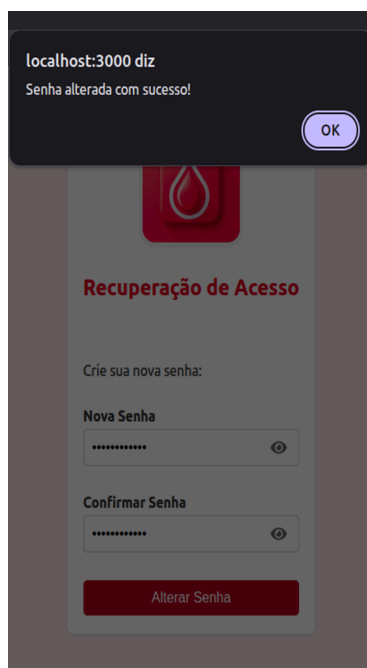 localhost:3000 diz
Senha alterada com sucesso!
OK
Recuperação de Acesso
Crie sua nova senha:
Nova Senha
••••••••••••
Confirmar Senha
••••••••••••
Alterar Senha